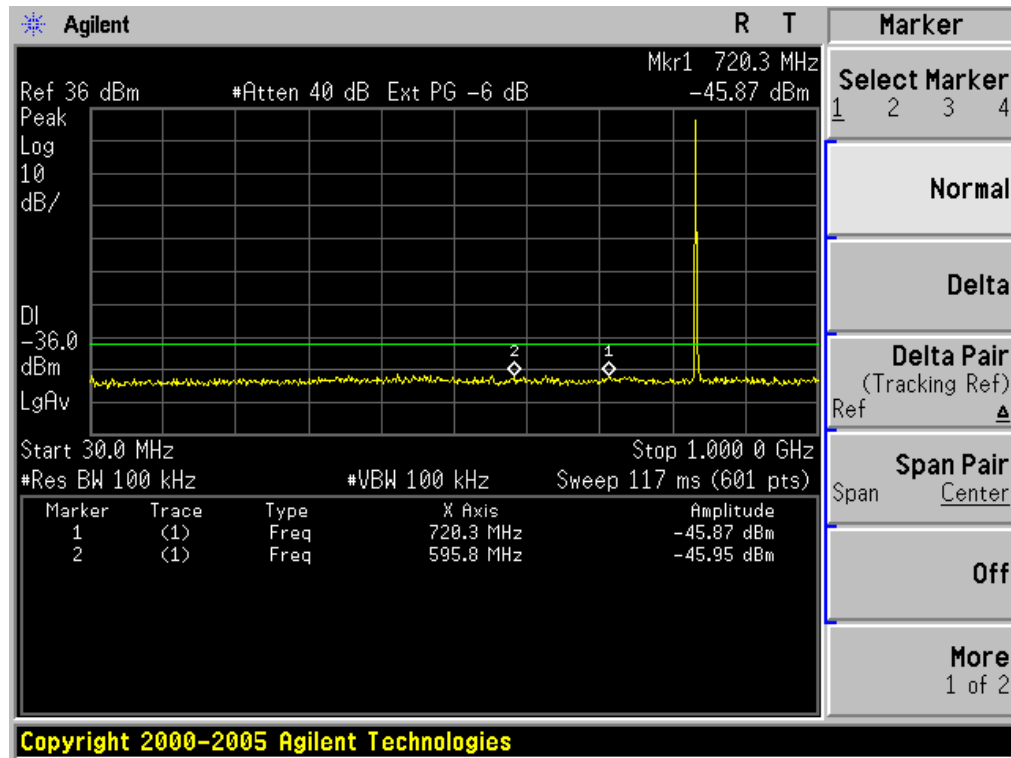 Agilent R T
Mkr1 720.3 MHz
Ref 36 dBm #Atten 40 dB Ext PG −6 dB −45.87 dBm
Peak
Log
10
dB/
DI
−36.0
dBm
LgAv
2 1
Start 30.0 MHz Stop 1.000 0 GHz
#Res BW 100 kHz #VBW 100 kHz Sweep 117 ms (601 pts)
Marker Trace Type X Axis Amplitude
1 (1) Freq 720.3 MHz −45.87 dBm
2 (1) Freq 595.8 MHz −45.95 dBm
Copyright 2000–2005 Agilent Technologies
Marker
Select Marker
1 2 3 4
Normal
Delta
Delta Pair
(Tracking Ref)
Ref Δ
Span Pair
Span Center
Off
More
1 of 2